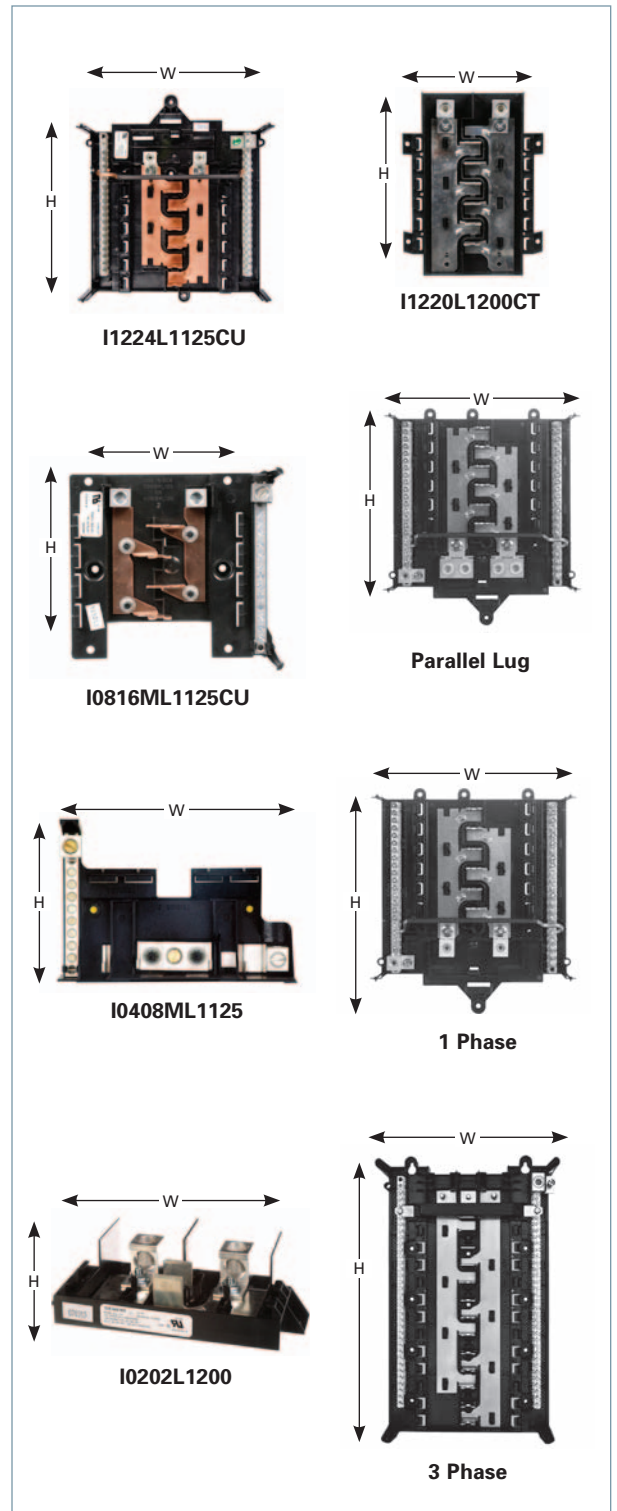 W
W
H
H
I1224L1125CU
I1220L1200CT
W
W
H
H
I0816ML1125CU
Parallel Lug
W
W
H
H
I0408ML1125
1 Phase
W
W
H
H
I0202L1200
3 Phase